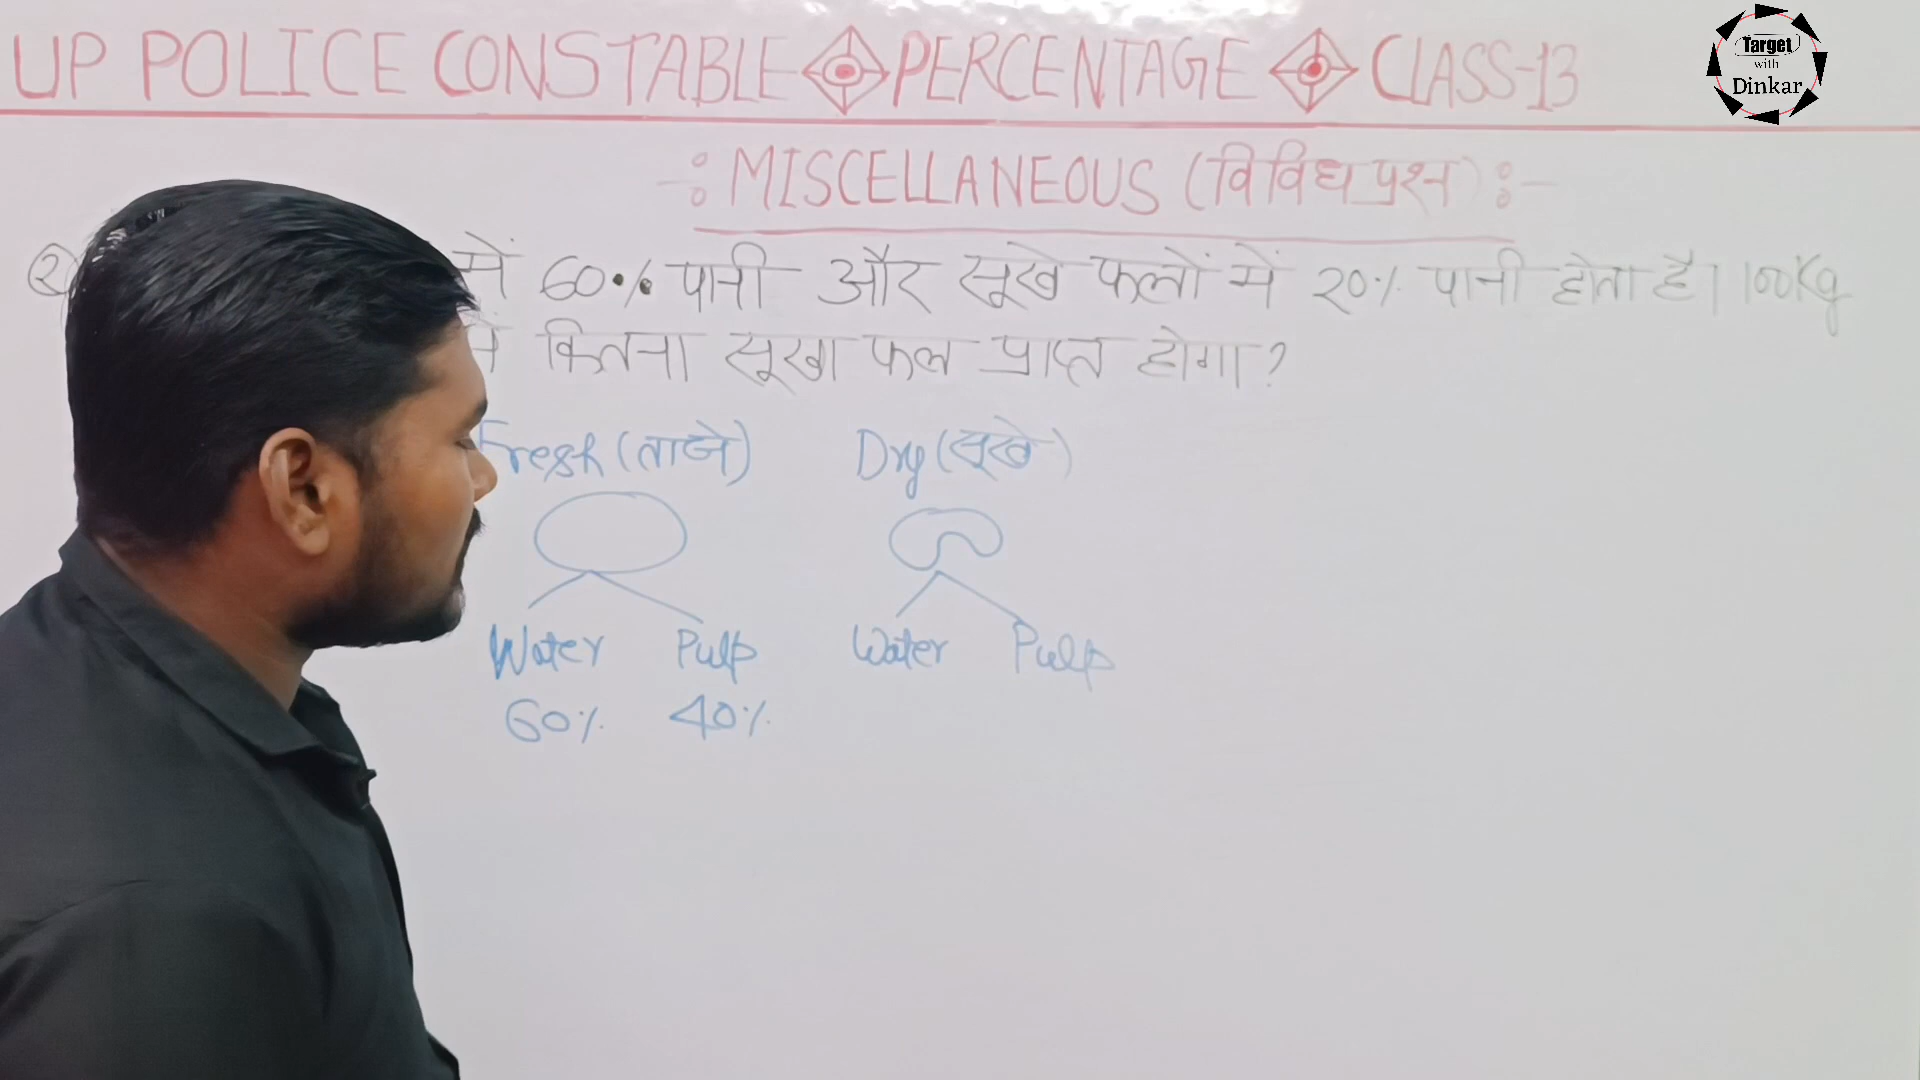 UP POLICE CONSTABLE PERCENTAGE CLASS-13
Target
with
Dinkar
-: MISCELLANEOUS (विविध प्रश्न) :-
2 में 60% पानी और सूखे फलों में 20% पानी होता है। 100Kg
कितना सूखा फल प्राप्त होगा?
Fresh (ताजे) Dry (सूखे)
Water Pulp Water Pulp
60% 40%